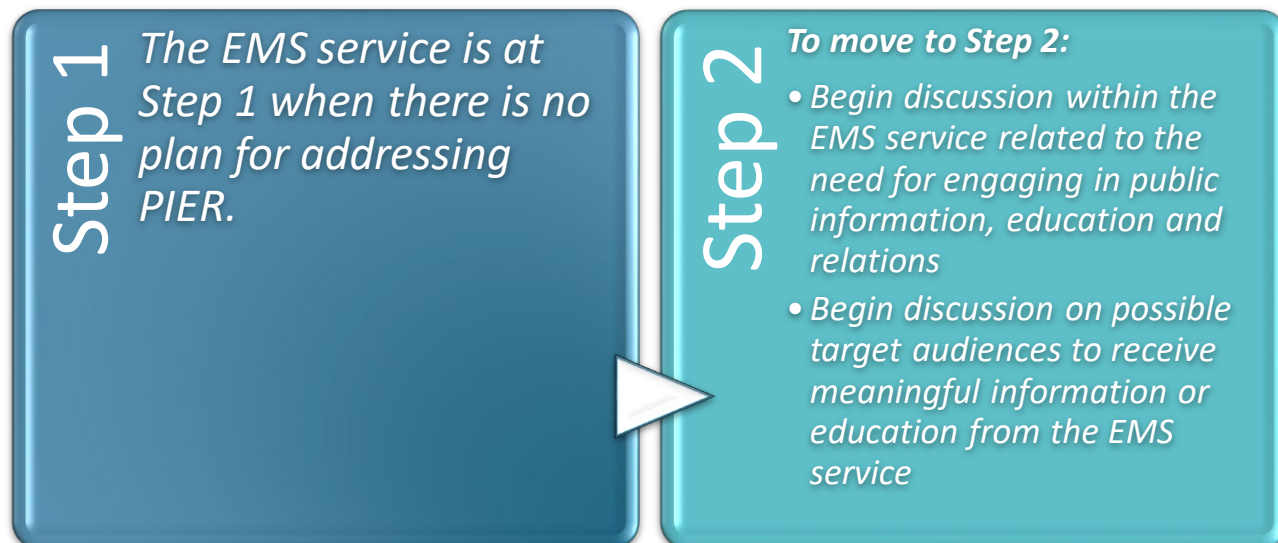 Step 1
The EMS service is at
Step 1 when there is no
plan for addressing
PIER.
Step 2
To move to Step 2:
• Begin discussion within the
EMS service related to the
need for engaging in public
information, education and
relations
• Begin discussion on possible
target audiences to receive
meaningful information or
education from the EMS
service